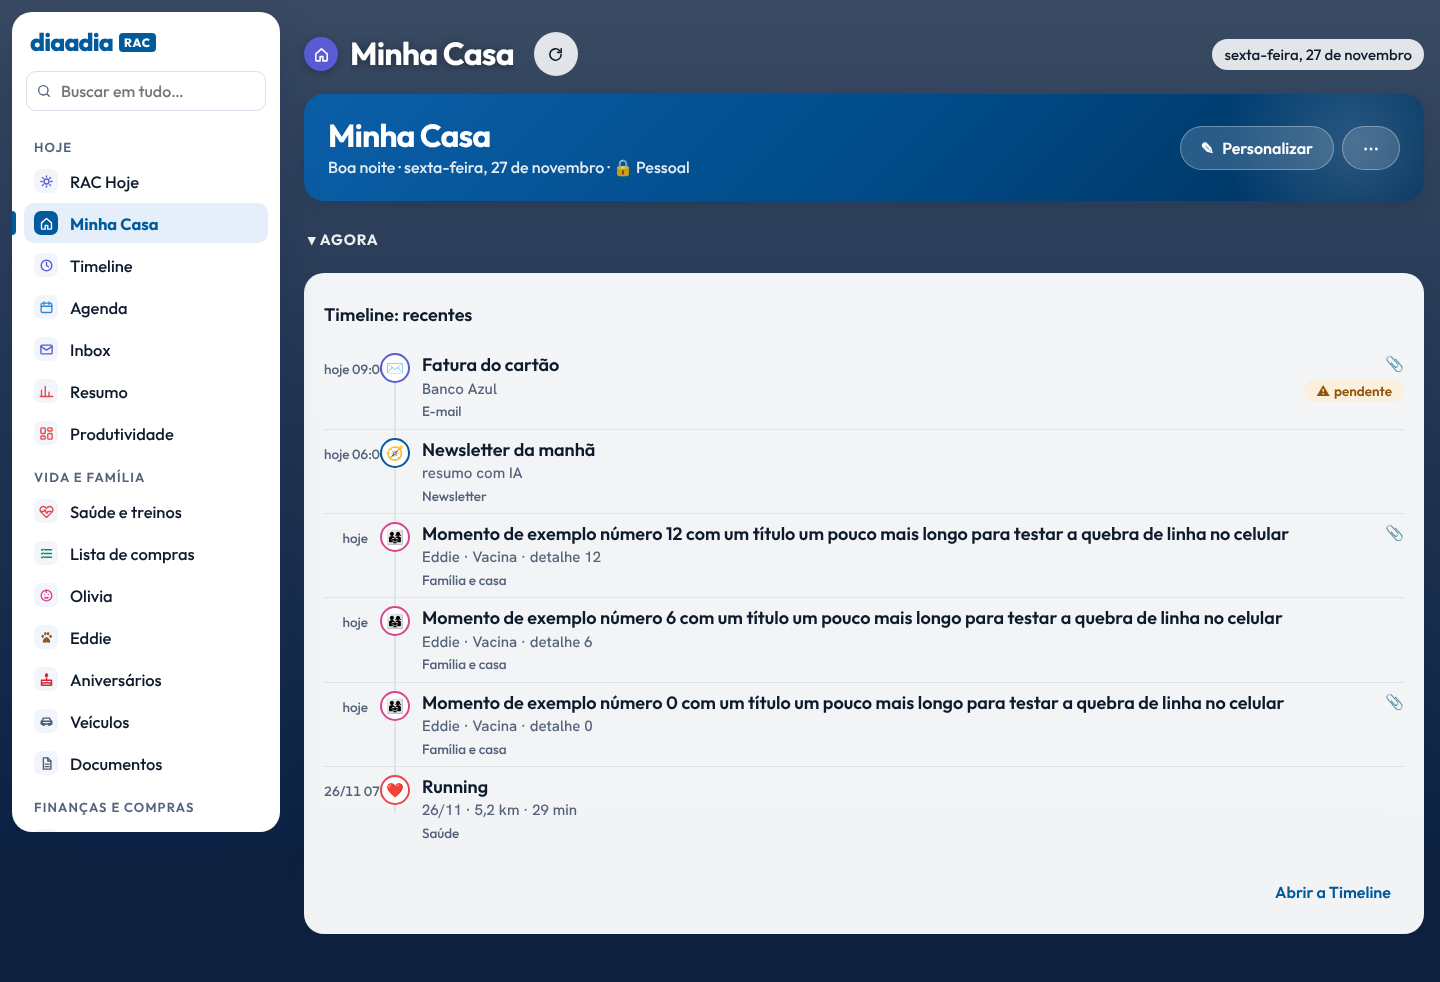 diaadia RAC
Buscar em tudo...
HOJE
RAC Hoje
Minha Casa
Timeline
Agenda
Inbox
Resumo
Produtividade
VIDA E FAMÍLIA
Saúde e treinos
Lista de compras
Olivia
Eddie
Aniversários
Veículos
Documentos
FINANÇAS E COMPRAS
Minha Casa
sexta-feira, 27 de novembro
Minha Casa
Boa noite · sexta-feira, 27 de novembro · 🔒 Pessoal
✎ Personalizar
⋯
▾ AGORA
Timeline: recentes
hoje 09:0
Fatura do cartão
Banco Azul
E-mail
⚠ pendente
hoje 06:0
Newsletter da manhã
resumo com IA
Newsletter
hoje
Momento de exemplo número 12 com um título um pouco mais longo para testar a quebra de linha no celular
Eddie · Vacina · detalhe 12
Família e casa
hoje
Momento de exemplo número 6 com um título um pouco mais longo para testar a quebra de linha no celular
Eddie · Vacina · detalhe 6
Família e casa
hoje
Momento de exemplo número 0 com um título um pouco mais longo para testar a quebra de linha no celular
Eddie · Vacina · detalhe 0
Família e casa
26/11 07
Running
26/11 · 5,2 km · 29 min
Saúde
Abrir a Timeline